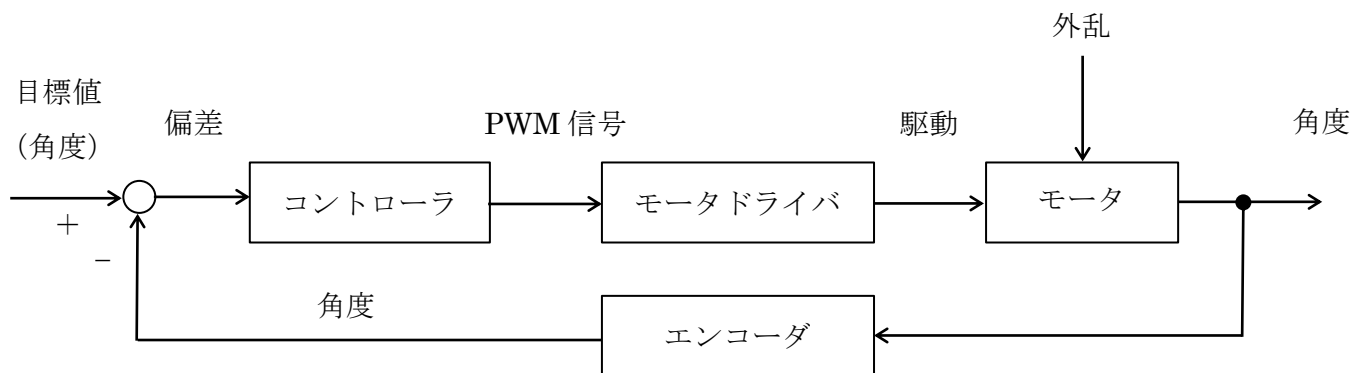 外乱
目標値
(角度)
偏差
PWM 信号
駆動
角度
コントローラ
モータドライバ
モータ
+
−
角度
エンコーダ